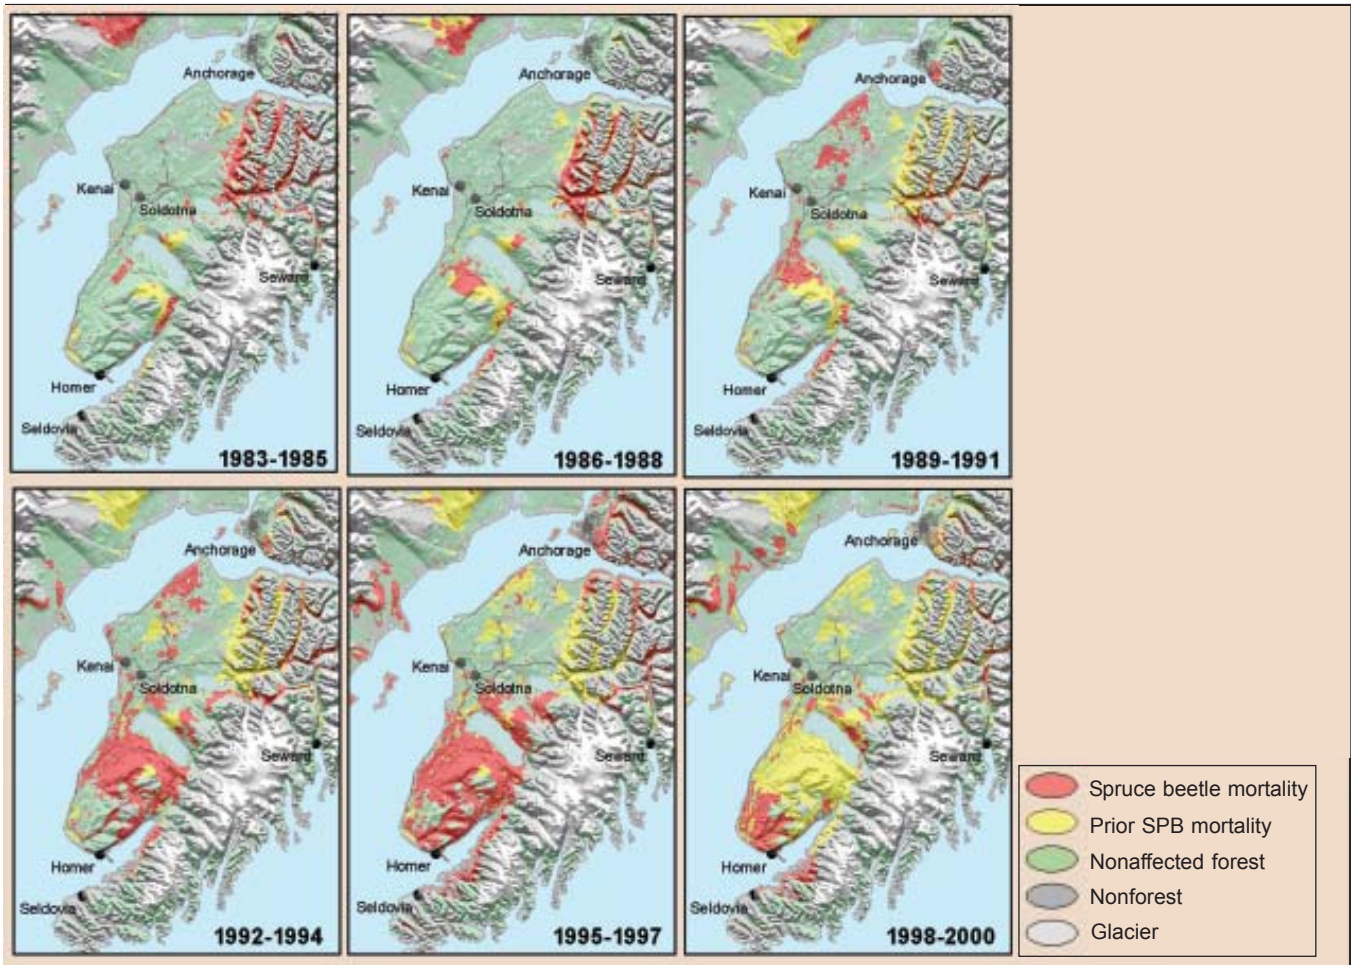 Anchorage
Kenai
Soldotna
Seward
Homer
Seldovia
1983-1985
Anchorage
Kenai
Soldotna
Seward
Homer
Seldovia
1986-1988
Anchorage
Kenai
Soldotna
Seward
Homer
Seldovia
1989-1991
Anchorage
Kenai
Soldotna
Seward
Homer
Seldovia
1992-1994
Anchorage
Kenai
Soldotna
Seward
Homer
Seldovia
1995-1997
Anchorage
Kenai
Soldotna
Seward
Homer
Seldovia
1998-2000
Spruce beetle mortality
Prior SPB mortality
Nonaffected forest
Nonforest
Glacier